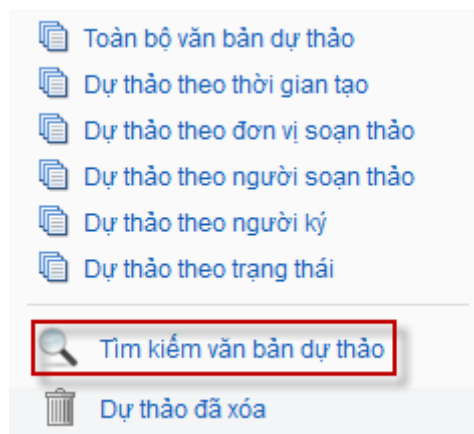 Toàn bộ văn bản dự thảo
Dự thảo theo thời gian tạo
Dự thảo theo đơn vị soạn thảo
Dự thảo theo người soạn thảo
Dự thảo theo người ký
Dự thảo theo trạng thái
Tìm kiếm văn bản dự thảo
Dự thảo đã xóa